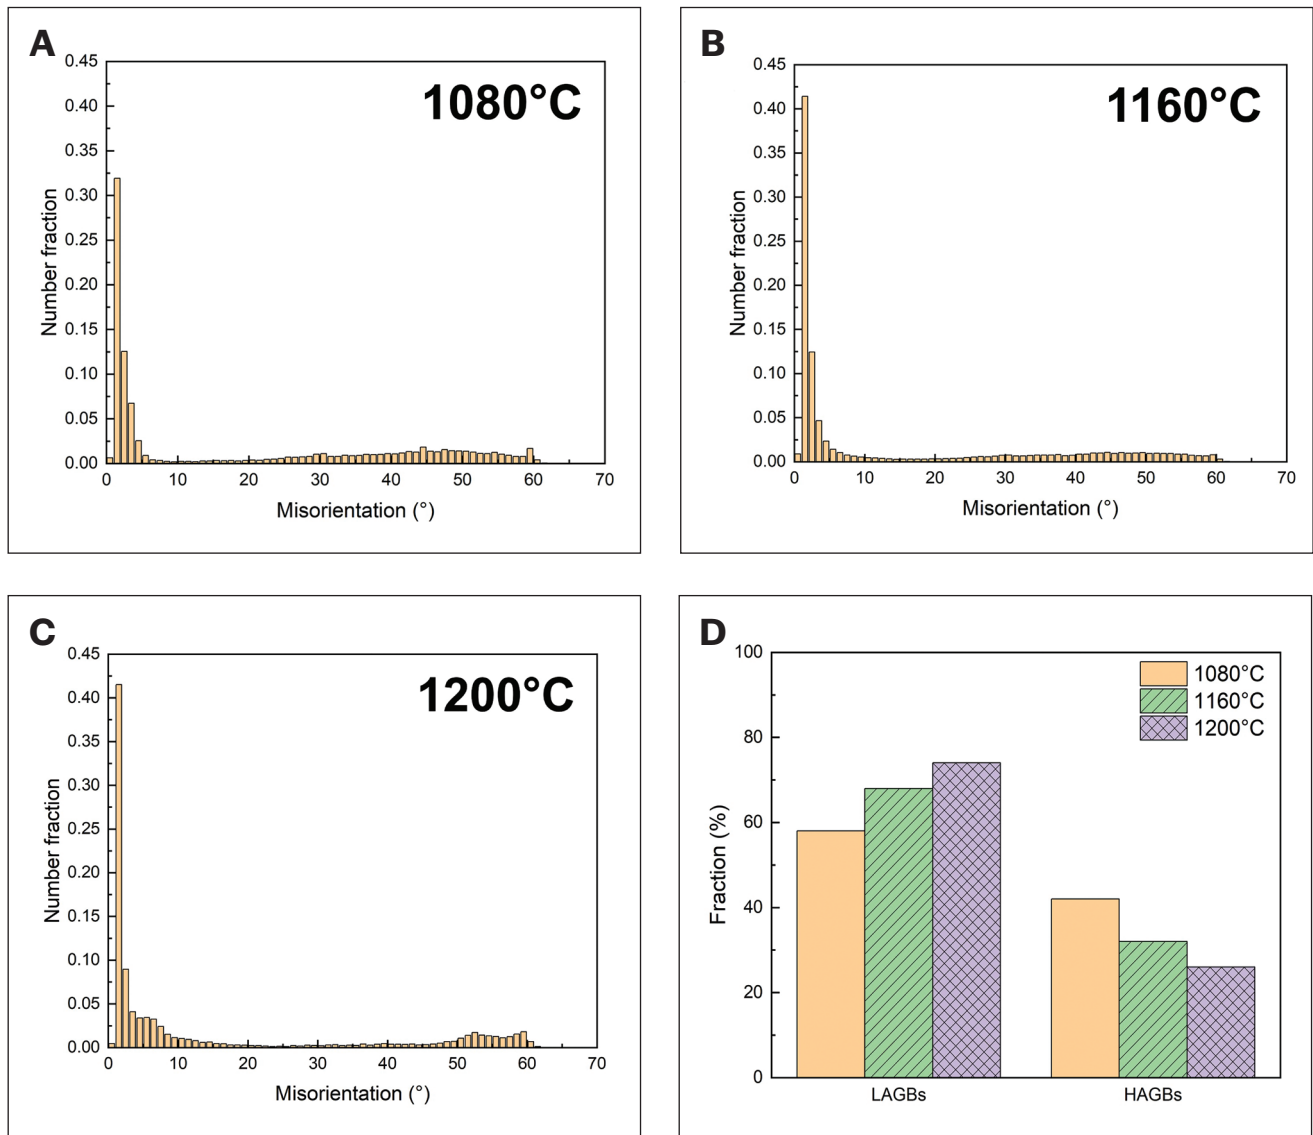 A
1080°C
0.45
0.40
0.35
0.30
0.25
0.20
0.15
0.10
0.05
0.00
Number fraction
0 10 20 30 40 50 60 70
Misorientation (°)
B
1160°C
0.45
0.40
0.35
0.30
0.25
0.20
0.15
0.10
0.05
0.00
Number fraction
0 10 20 30 40 50 60 70
Misorientation (°)
C
1200°C
0.45
0.40
0.35
0.30
0.25
0.20
0.15
0.10
0.05
0.00
Number fraction
0 10 20 30 40 50 60 70
Misorientation (°)
D
1080°C
1160°C
1200°C
100
80
60
40
20
0
Fraction (%)
LAGBs HAGBs